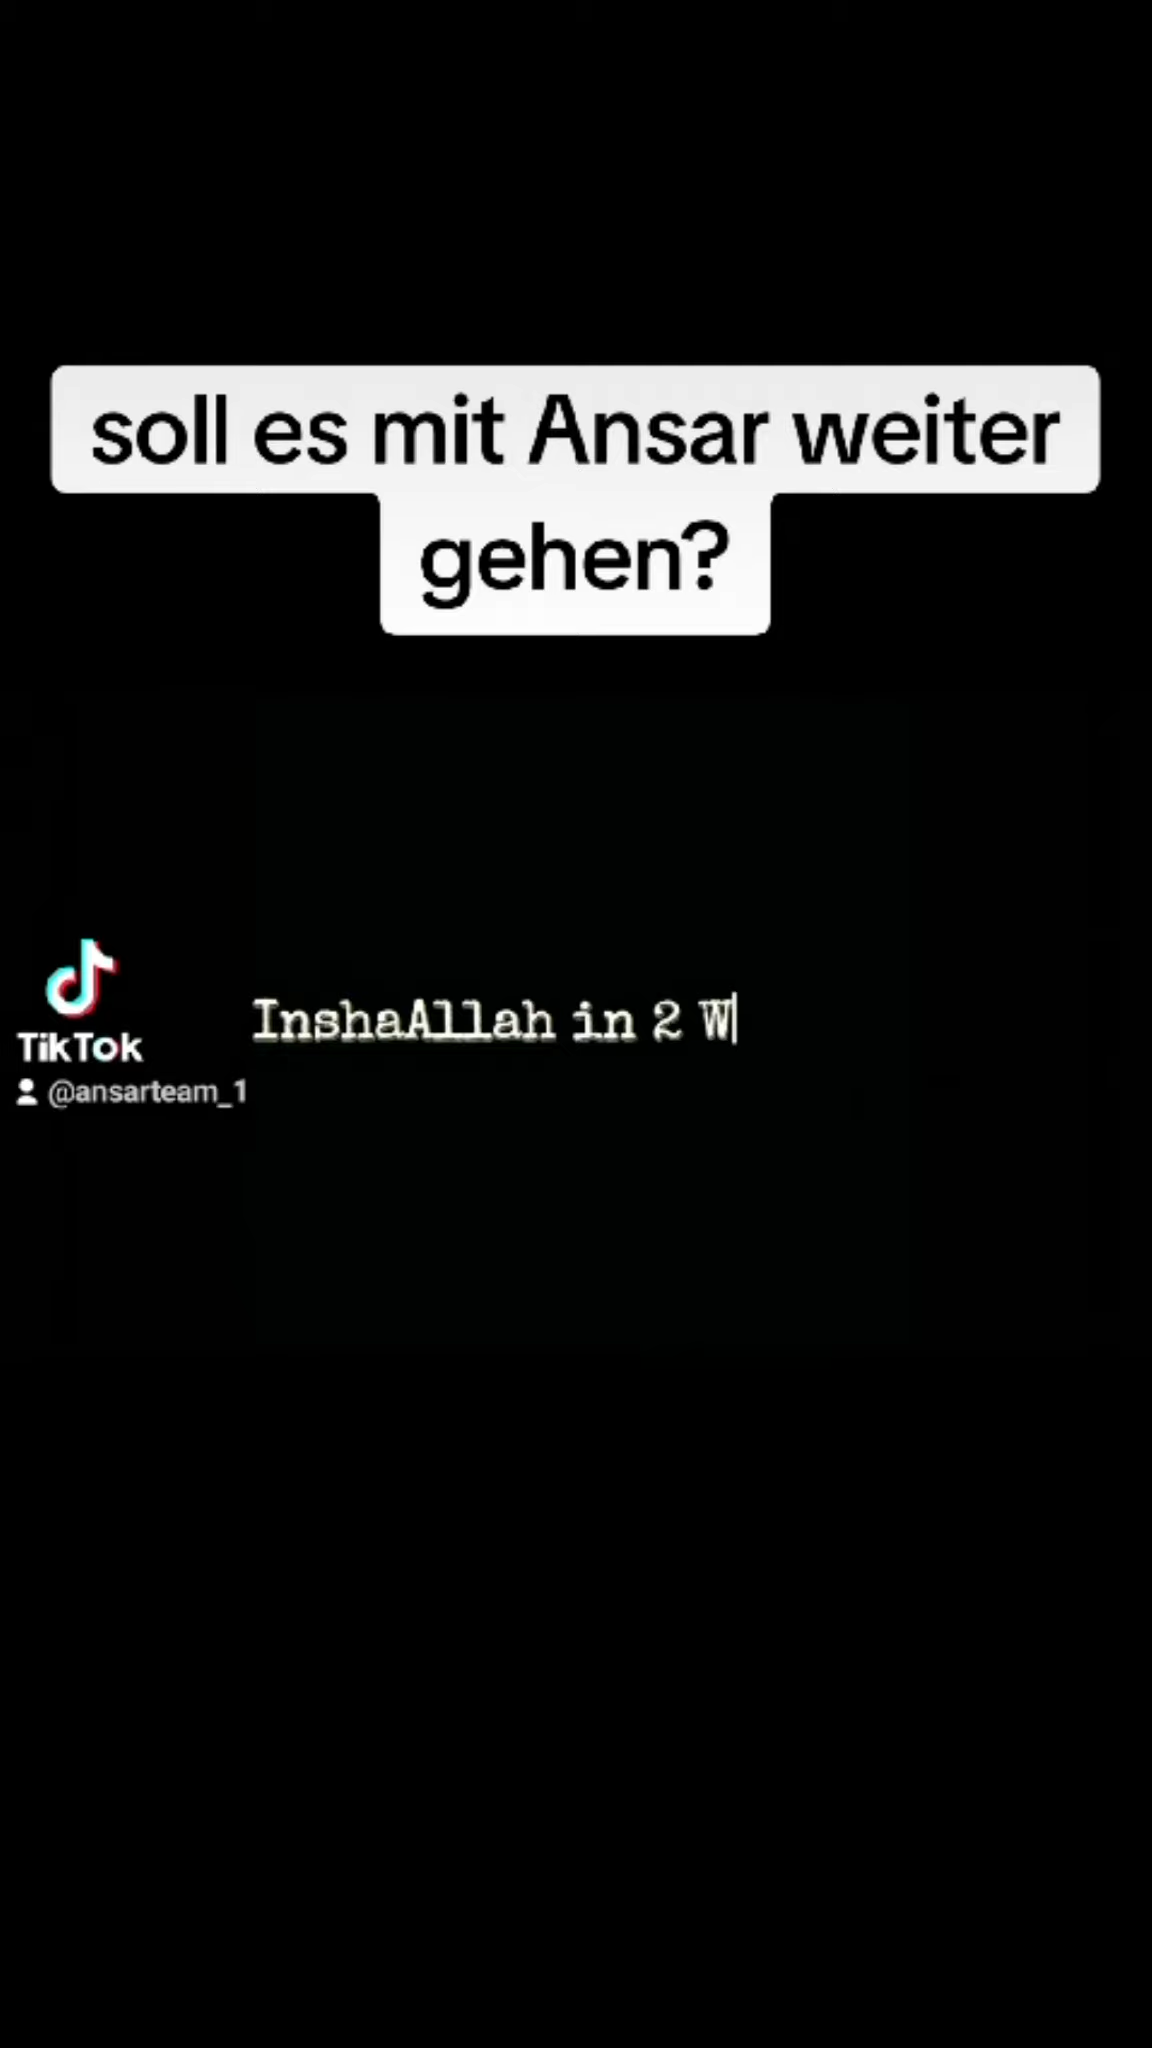 soll es mit Ansar weiter
gehen?
TikTok
@ansarteam_1
InshaAllah in 2 W